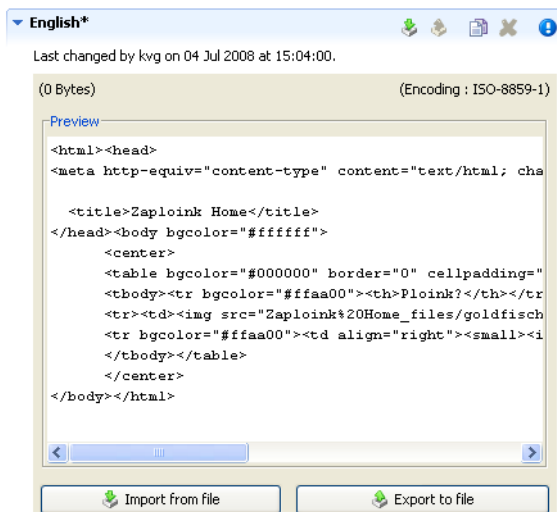 English*
Last changed by kvg on 04 Jul 2008 at 15:04:00.
(0 Bytes) (Encoding : ISO-8859-1)
Preview
<html><head>
<meta http-equiv="content-type" content="text/html; cha

  <title>Zaploink Home</title>
</head><body bgcolor="#ffffff">
      <center>
      <table bgcolor="#000000" border="0" cellpadding="
      <tbody><tr bgcolor="#ffaa00"><th>Ploink?</th></tr
      <tr><td><img src="Zaploink%20Home_files/goldfisch
      <tr bgcolor="#ffaa00"><td align="right"><small><i
      </tbody></table>
      </center>
</body></html>
Import from file Export to file